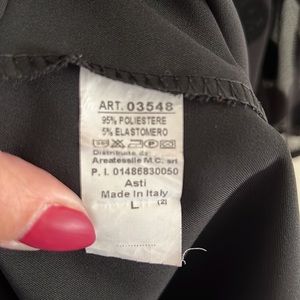 ART. 03548
95% POLIESTERE
5% ELASTOMERO
Distribuito da:
Areatessile M.C. srl
P. I. 01486830050
Asti
Made in Italy
L (2)